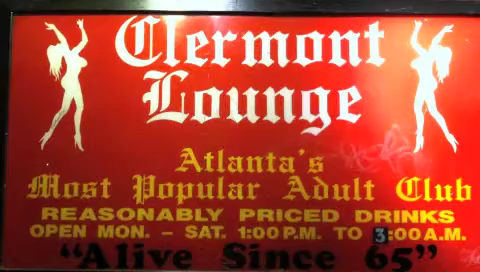 Clermont
Lounge
Atlanta's
Most Popular Adult Club
REASONABLY PRICED DRINKS
OPEN MON. - SAT. 1:00 P.M. TO 3:00 A.M.
"Alive Since 65"